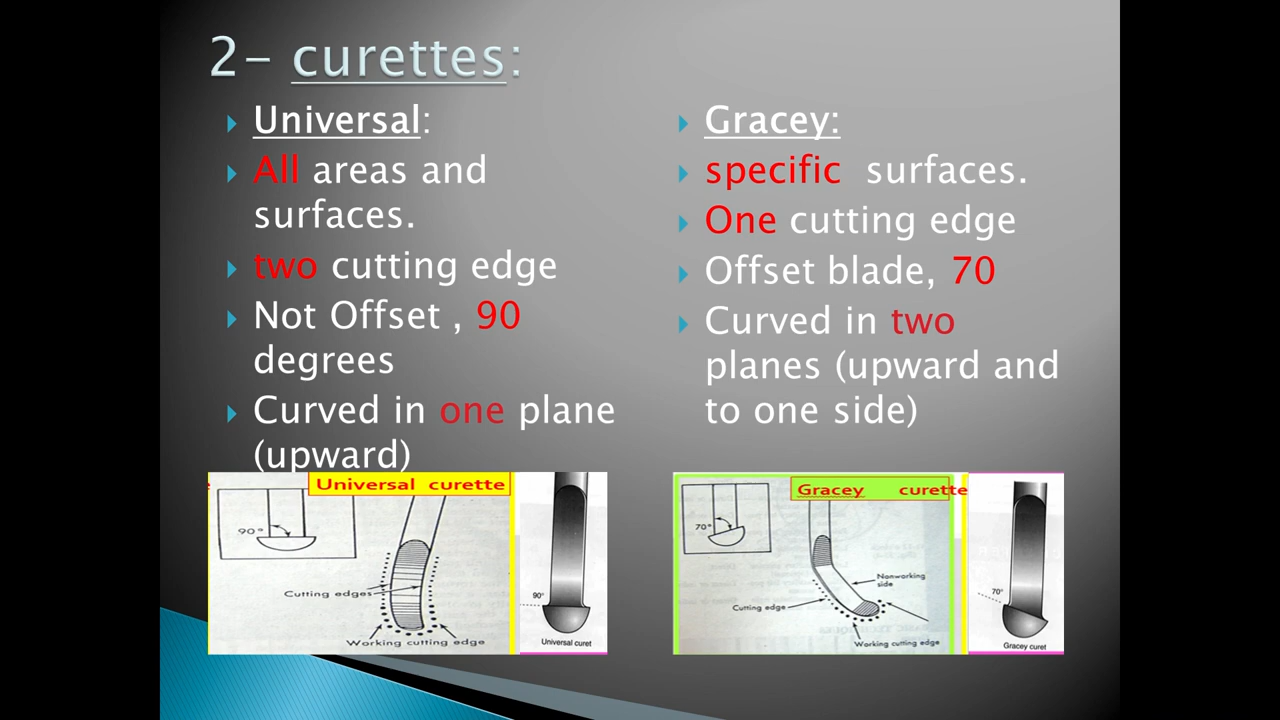 2- curettes:
Universal:
All areas and
surfaces.
two cutting edge
Not Offset , 90
degrees
Curved in one plane
(upward)
Gracey:
specific surfaces.
One cutting edge
Offset blade, 70
Curved in two
planes (upward and
to one side)
Universal curette
90°
Cutting edges
Working cutting edge
90°
Universal curet
Gracey curette
70°
Nonworking
side
Cutting edge
Working cutting edge
70°
Gracey curet